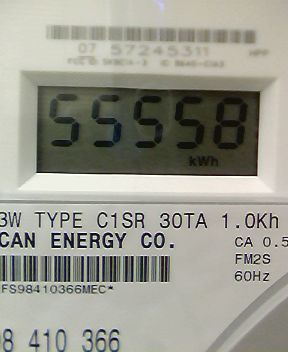 07 57245311
55558
kWh
3W TYPE C1SR 30TA 1.0Kh
CAN ENERGY CO.
CA 0.5
FM2S
60Hz
FS98410366MEC*
98 410 366